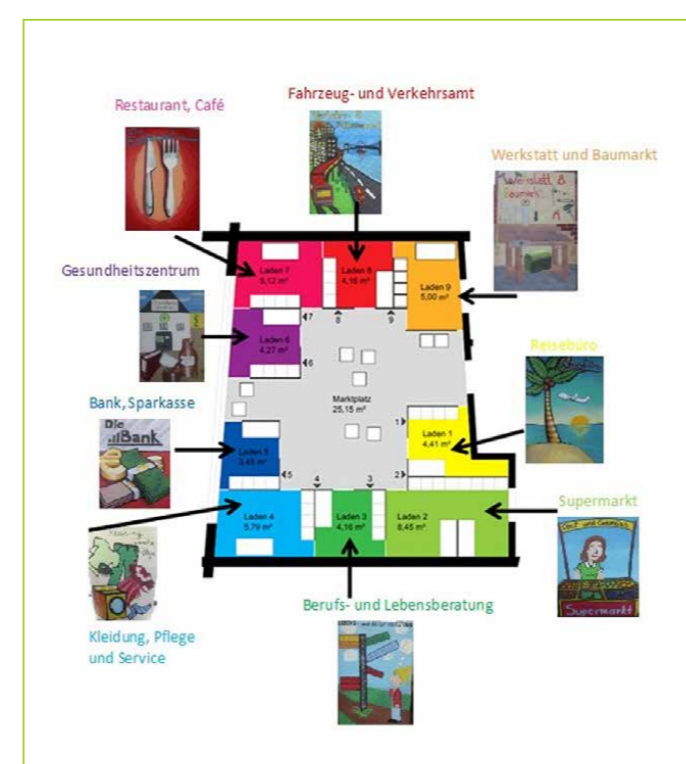 Fahrzeug- und Verkehrsamt
Restaurant, Café
Werkstatt und Baumarkt
Gesundheitszentrum
Laden 7
5,12 m²
Laden 8
4,16 m²
Laden 9
5,00 m²
7
8
9
Laden 6
4,27 m²
6
Reisebüro
Bank, Sparkasse
Die
Bank
Marktplatz
25,15 m²
1
Laden 1
4,41 m²
Laden 5
3,45 m²
5
4
3
2
Supermarkt
Laden 4
5,79 m²
Laden 3
4,16 m²
Laden 2
8,45 m²
Supermarkt
Berufs- und Lebensberatung
Kleidung, Pflege
und Service